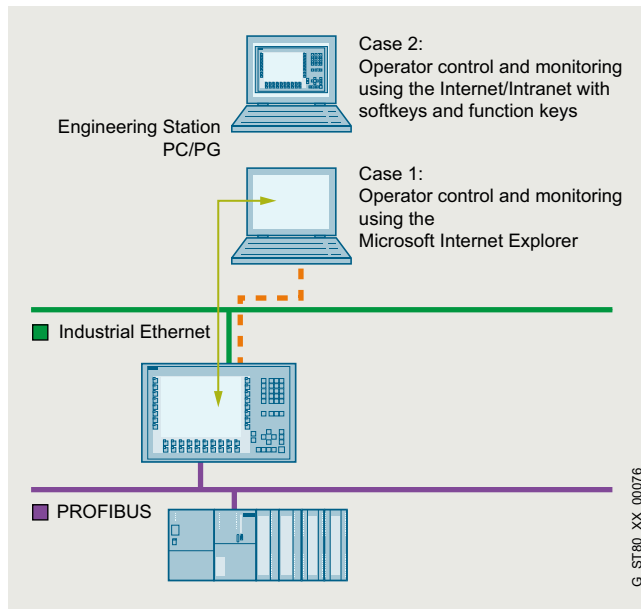 Case 2:
Operator control and monitoring
using the Internet/Intranet with
softkeys and function keys
Engineering Station
PC/PG
Case 1:
Operator control and monitoring
using the
Microsoft Internet Explorer
Industrial Ethernet
PROFIBUS
G_ST80_XX_00076